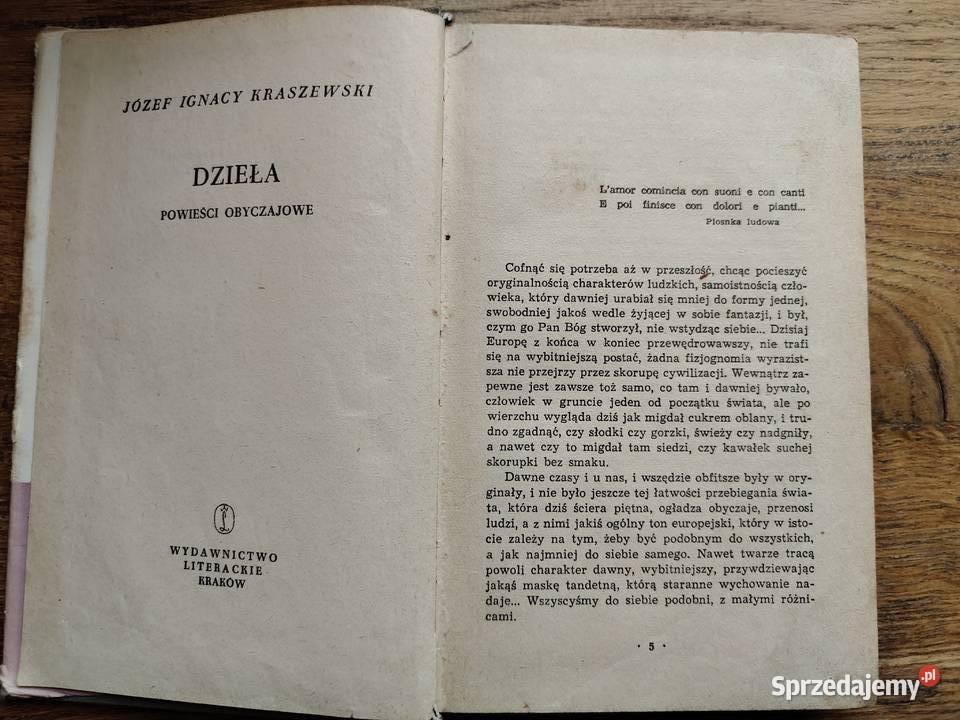 JÓZEF IGNACY KRASZEWSKI
DZIEŁA
POWIEŚCI OBYCZAJOWE
WYDAWNICTWO
LITERACKIE
KRAKÓW
L'amor comincia con suoni e con canti
E poi finisce con dolori e pianti...
Piosnka ludowa
Cofnąć się potrzeba aż w przeszłość, chcąc pocieszyć
oryginalnością charakterów ludzkich, samoistnością czło-
wieka, który dawniej urabiał się mniej do formy jednej,
swobodniej jakoś wedle żyjącej w sobie fantazji, i był,
czym go Pan Bóg stworzył, nie wstydząc siebie... Dzisiaj
Europę z końca w koniec przewędrowawszy, nie trafi
się na wybitniejszą postać, żadna fizjognomia wyrazist-
sza nie przejrzy przez skorupę cywilizacji. Wewnątrz za-
pewne jest zawsze toż samo, co tam i dawniej bywało,
człowiek w gruncie jeden od początku świata, ale po
wierzchu wygląda dziś jak migdał cukrem oblany, i tru-
dno zgadnąć, czy słodki czy gorzki, świeży czy nadgniły,
a nawet czy to migdał tam siedzi, czy kawałek suchej
skorupki bez smaku.
Dawne czasy i u nas, i wszędzie obfitsze były w ory-
ginały, i nie było jeszcze tej łatwości przebiegania świa-
ta, która dziś ściera piętna, ogładza obyczaje, przenosi
ludzi, a z nimi jakiś ogólny ton europejski, który w isto-
cie zależy na tym, żeby być podobnym do wszystkich,
a jak najmniej do siebie samego. Nawet twarze tracą
powoli charakter dawny, wybitniejszy, przywdziewając
jakąś maskę tandetną, którą staranne wychowanie na-
daje... Wszyscyśmy do siebie podobni, z małymi różni-
cami.
· 5 ·
Sprzedajemy.pl